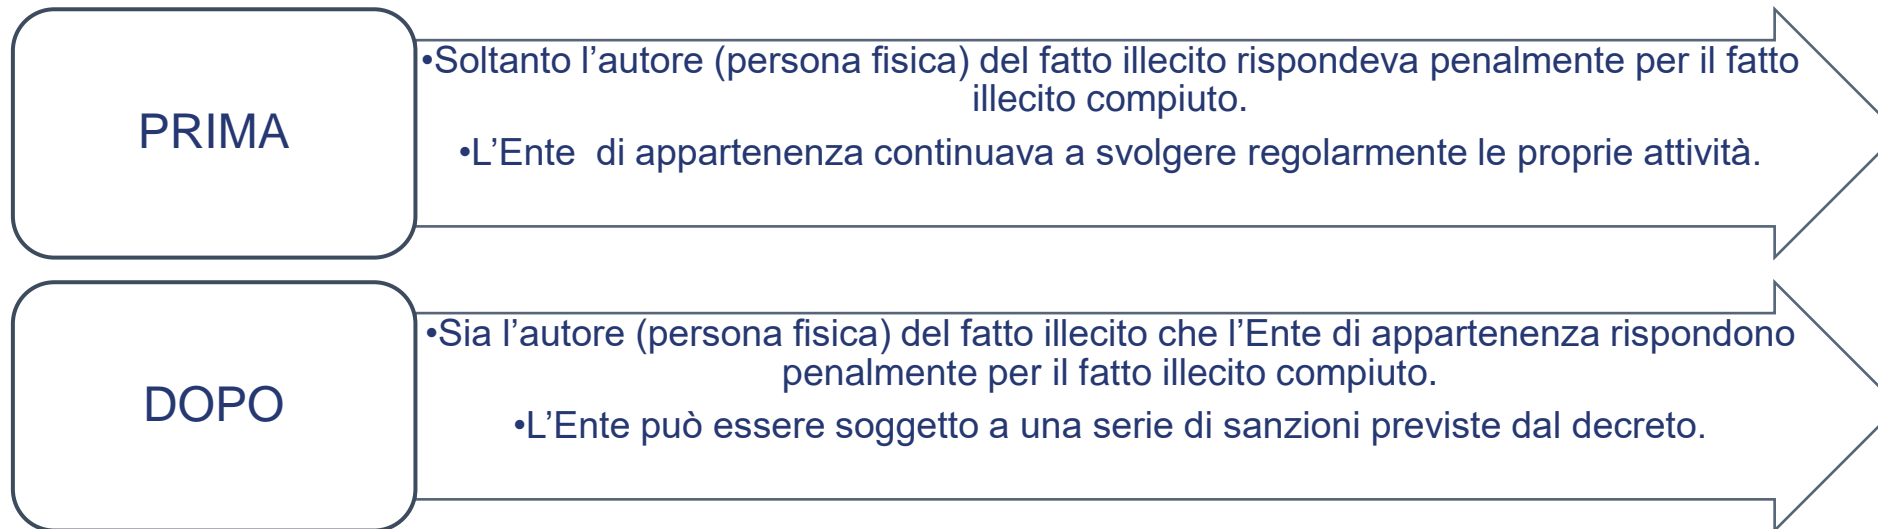 PRIMA
•Soltanto l’autore (persona fisica) del fatto illecito rispondeva penalmente per il fatto
illecito compiuto.
•L’Ente  di appartenenza continuava a svolgere regolarmente le proprie attività.
DOPO
•Sia l’autore (persona fisica) del fatto illecito che l’Ente di appartenenza rispondono
penalmente per il fatto illecito compiuto.
•L’Ente può essere soggetto a una serie di sanzioni previste dal decreto.